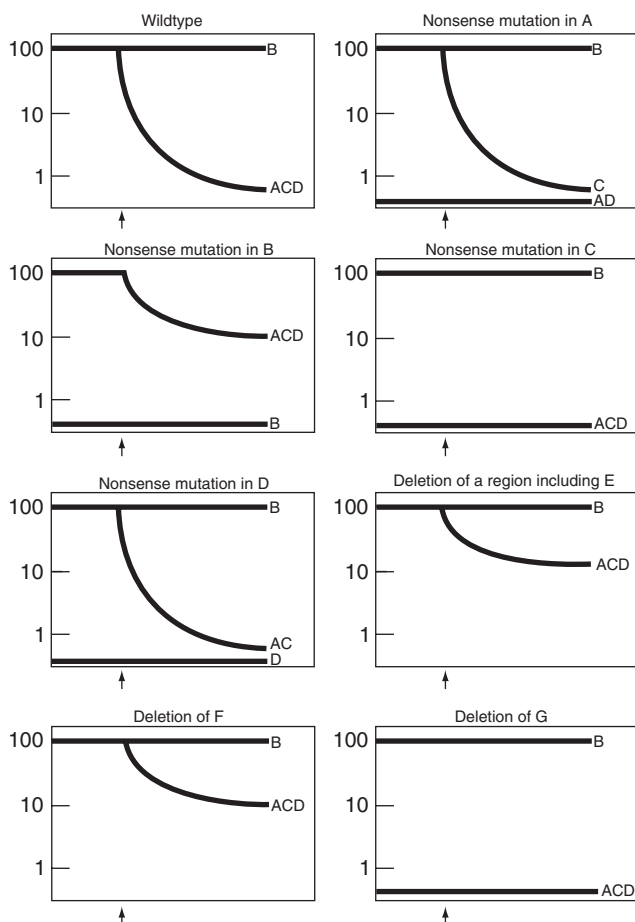 Wildtype
100
10
1
B
ACD
Nonsense mutation in A
100
10
1
B
C
AD
Nonsense mutation in B
100
10
1
ACD
B
Nonsense mutation in C
100
10
1
B
ACD
Nonsense mutation in D
100
10
1
B
AC
D
Deletion of a region including E
100
10
1
B
ACD
Deletion of F
100
10
1
B
ACD
Deletion of G
100
10
1
B
ACD